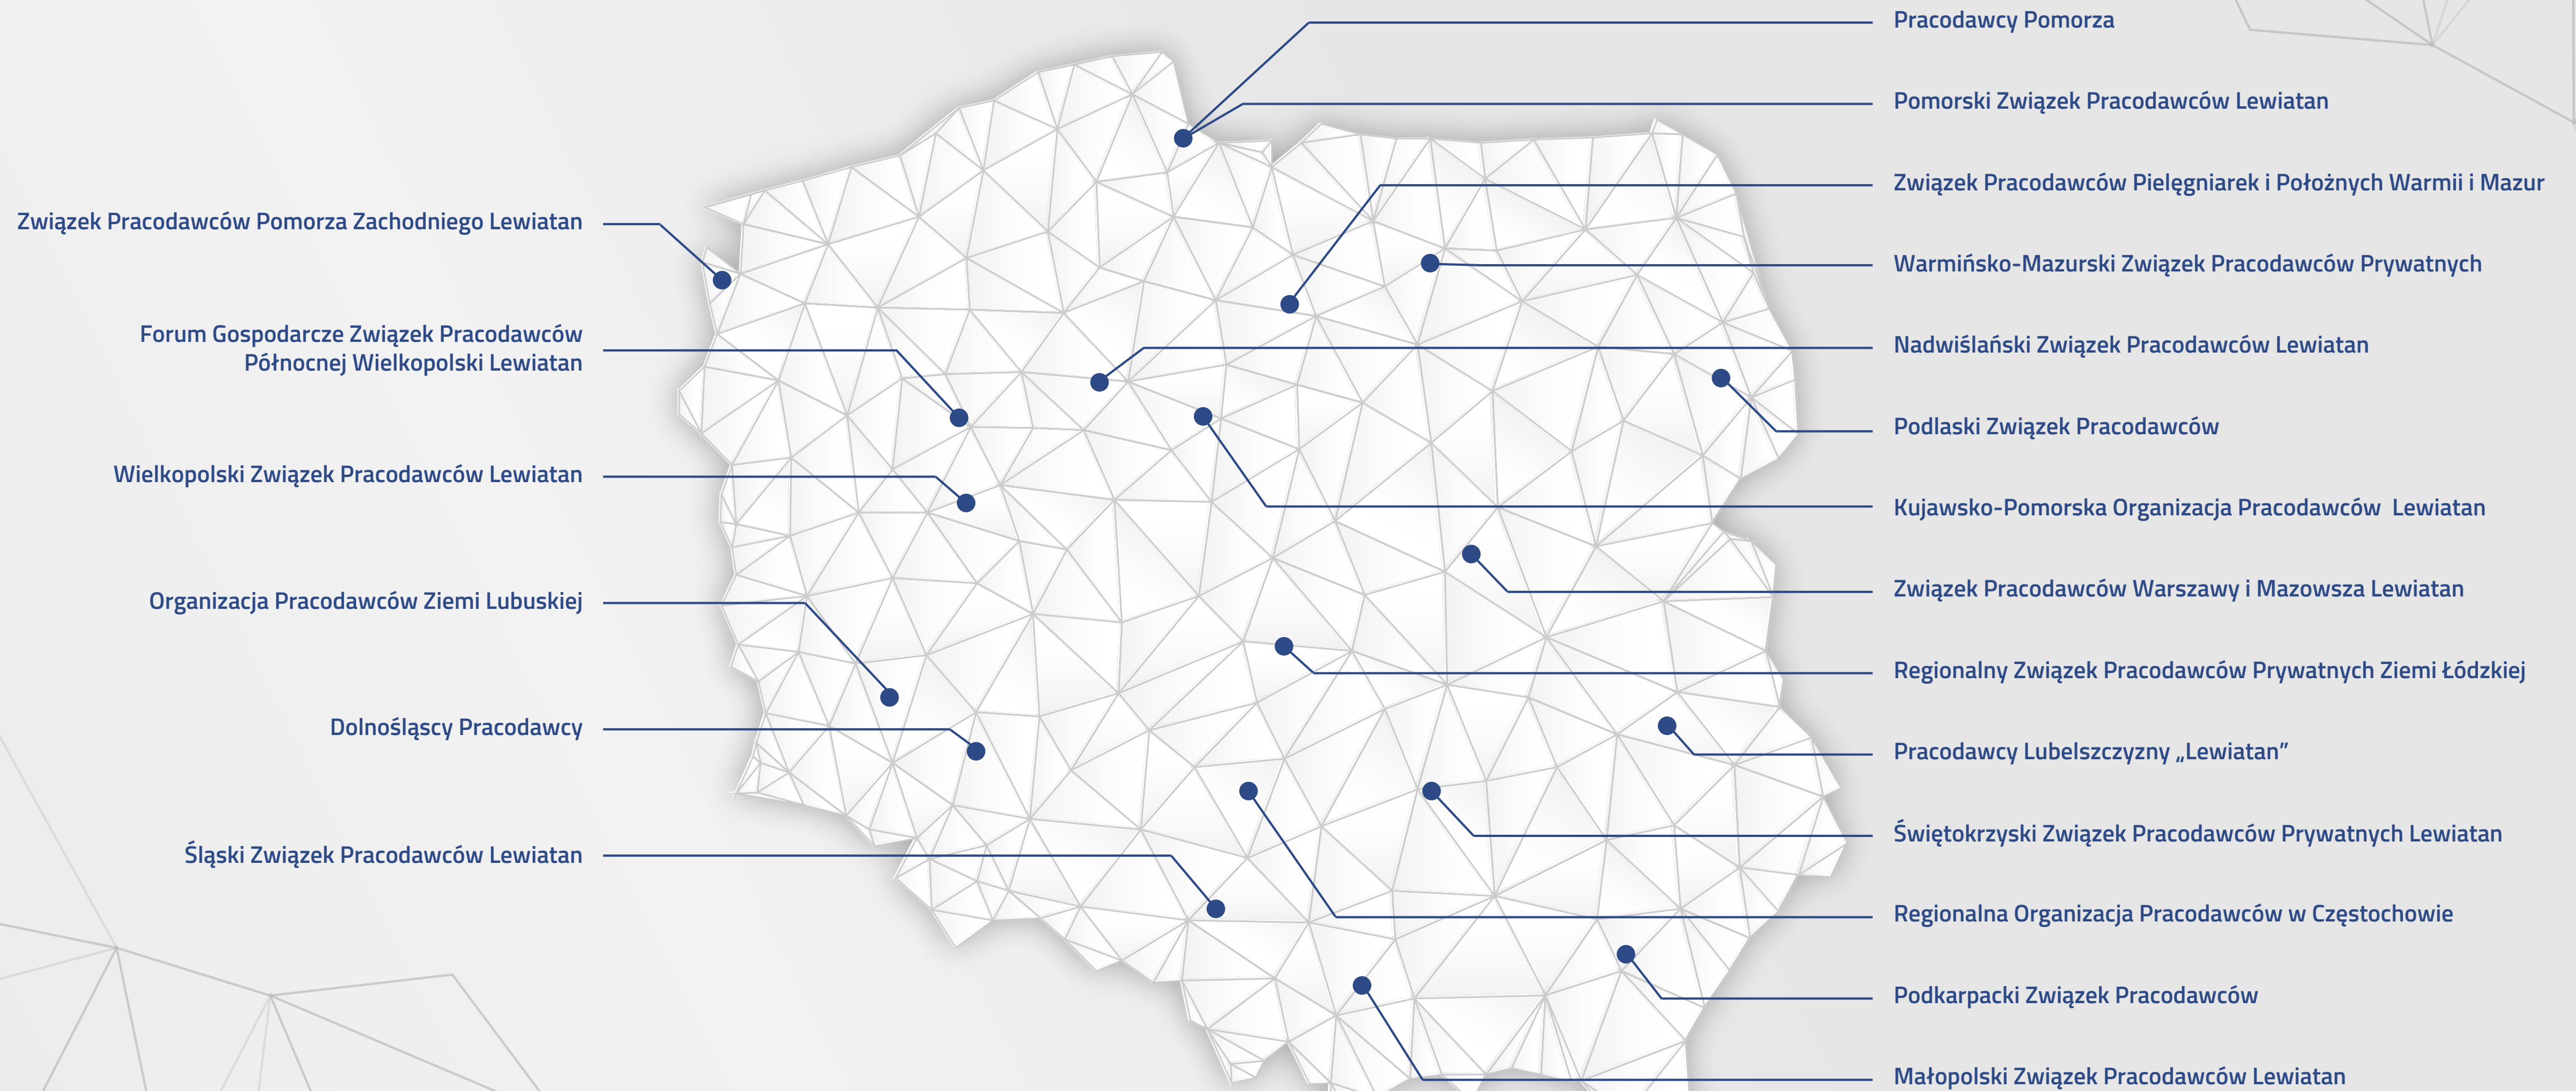 Związek Pracodawców Pomorza Zachodniego Lewiatan
Forum Gospodarcze Związek Pracodawców
Północnej Wielkopolski Lewiatan
Wielkopolski Związek Pracodawców Lewiatan
Organizacja Pracodawców Ziemi Lubuskiej
Dolnośląscy Pracodawcy
Śląski Związek Pracodawców Lewiatan
Pracodawcy Pomorza
Pomorski Związek Pracodawców Lewiatan
Związek Pracodawców Pielęgniarek i Położnych Warmii i Mazur
Warmińsko-Mazurski Związek Pracodawców Prywatnych
Nadwiślański Związek Pracodawców Lewiatan
Podlaski Związek Pracodawców
Kujawsko-Pomorska Organizacja Pracodawców  Lewiatan
Związek Pracodawców Warszawy i Mazowsza Lewiatan
Regionalny Związek Pracodawców Prywatnych Ziemi Łódzkiej
Pracodawcy Lubelszczyzny „Lewiatan”
Świętokrzyski Związek Pracodawców Prywatnych Lewiatan
Regionalna Organizacja Pracodawców w Częstochowie
Podkarpacki Związek Pracodawców
Małopolski Związek Pracodawców Lewiatan